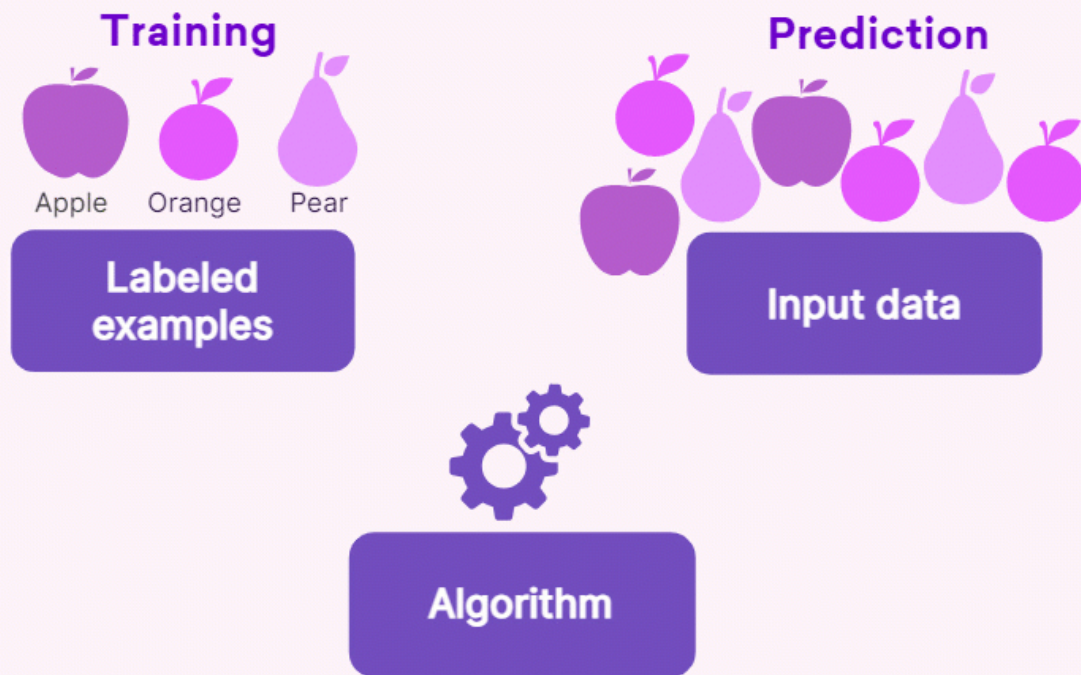 Training
Prediction
Apple
Orange
Pear
Labeled
examples
Input data
Algorithm